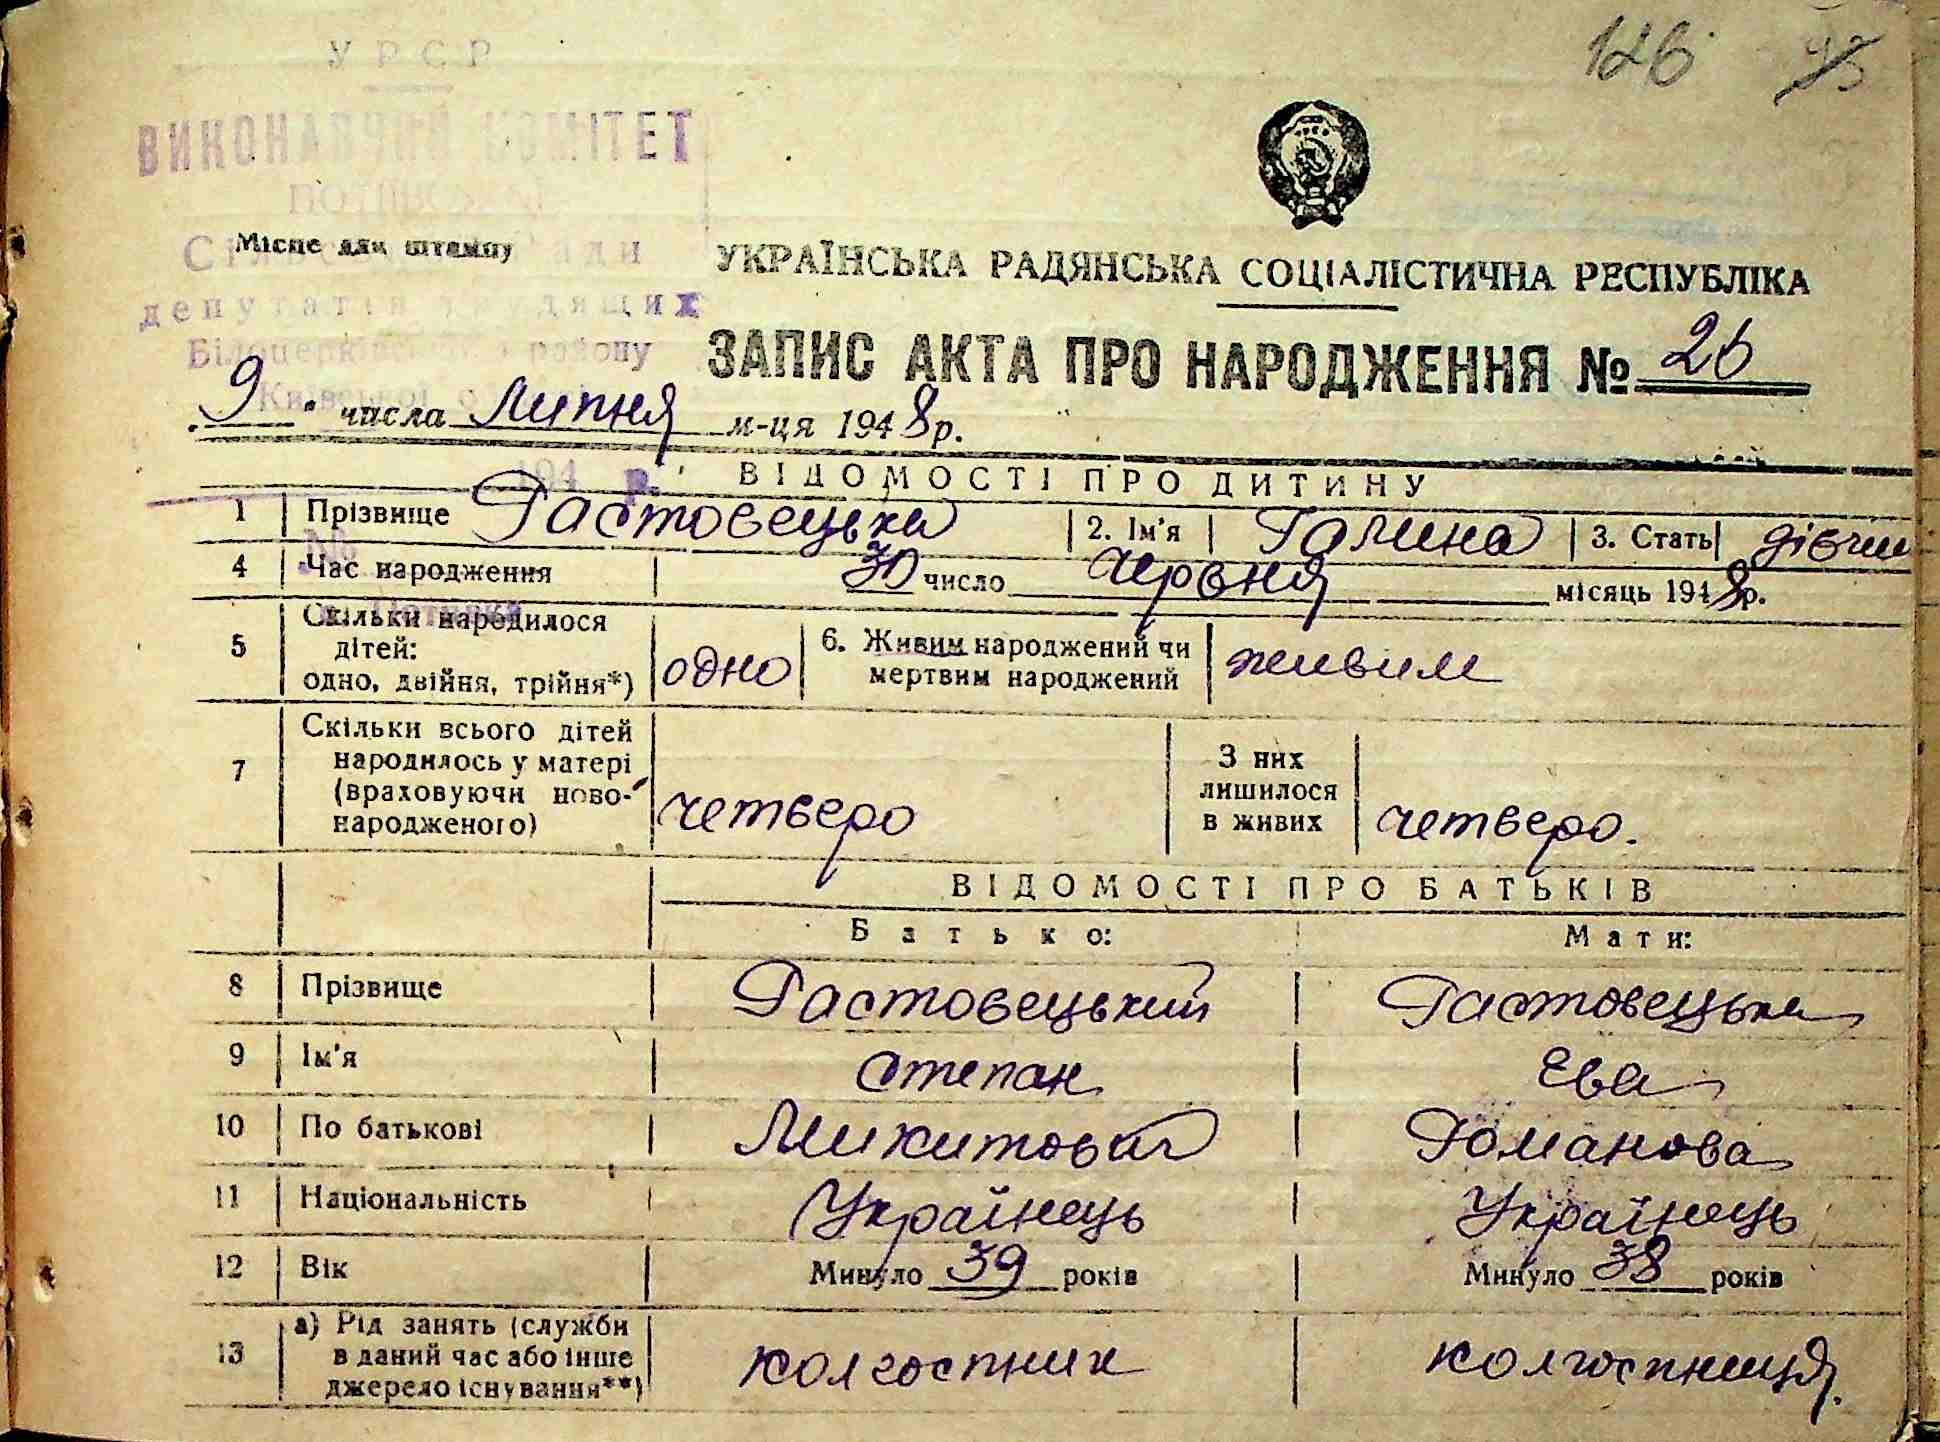 126
УРСР
ВИКОНАВЧИЙ КОМІТЕТ
Місце для штампу
депутатів трудящих
Білоцерківського району
Київської
УКРАЇНСЬКА РАДЯНСЬКА СОЦІАЛІСТИЧНА РЕСПУБЛІКА
ЗАПИС АКТА ПРО НАРОДЖЕННЯ № 26
9 числа Липня м-ця 1948 р.
194 р.
ВІДОМОСТІ ПРО ДИТИНУ
1 Прізвище Растовецька 2. Ім'я Галина 3. Стать дівчи
№
4 Час народження 30 число Червня місяць 1948 р.
5 Скільки народилося дітей: одно, двійня, трійня*) одно 6. Живим народжений чи мертвим народжений живим
7 Скільки всього дітей народилось у матері (враховуючи новонародженого) четверо З них лишилося в живих четверо.
ВІДОМОСТІ ПРО БАТЬКІВ
Батько: Мати:
8 Прізвище Растовецький Растовецька
9 Ім'я Степан Ева
10 По батькові Микитович Романова
11 Національність Українець Українець
12 Вік Минуло 39 років Минуло 38 років
13 а) Рід занять (служби в даний час або інше джерело існування**) колгоспник колгоспниця.